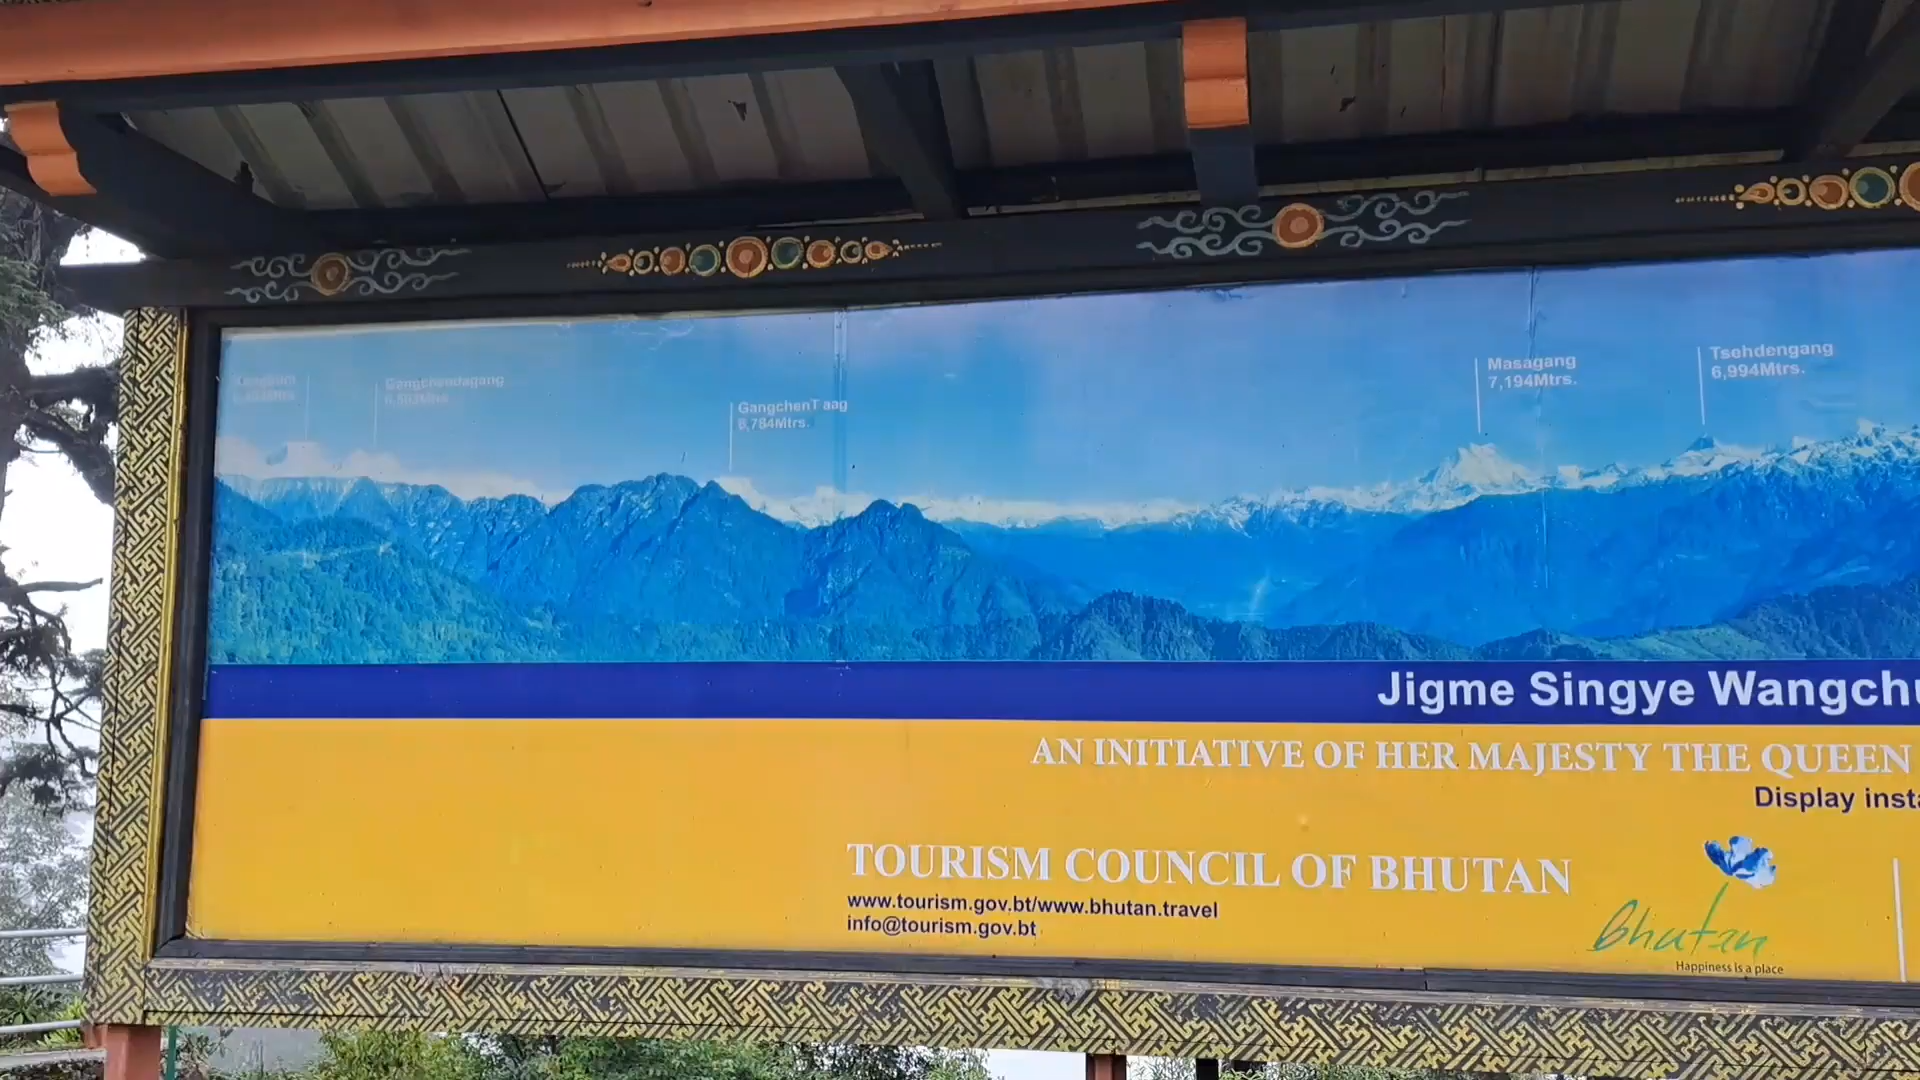 Gangchendagang
GangchenT aag
6,784Mtrs.
Masagang
7,194Mtrs.
Tsehdengang
6,994Mtrs.
Jigme Singye Wangchu
AN INITIATIVE OF HER MAJESTY THE QUEEN
Display insta
TOURISM COUNCIL OF BHUTAN
www.tourism.gov.bt/www.bhutan.travel
info@tourism.gov.bt
Bhutan
Happiness is a place